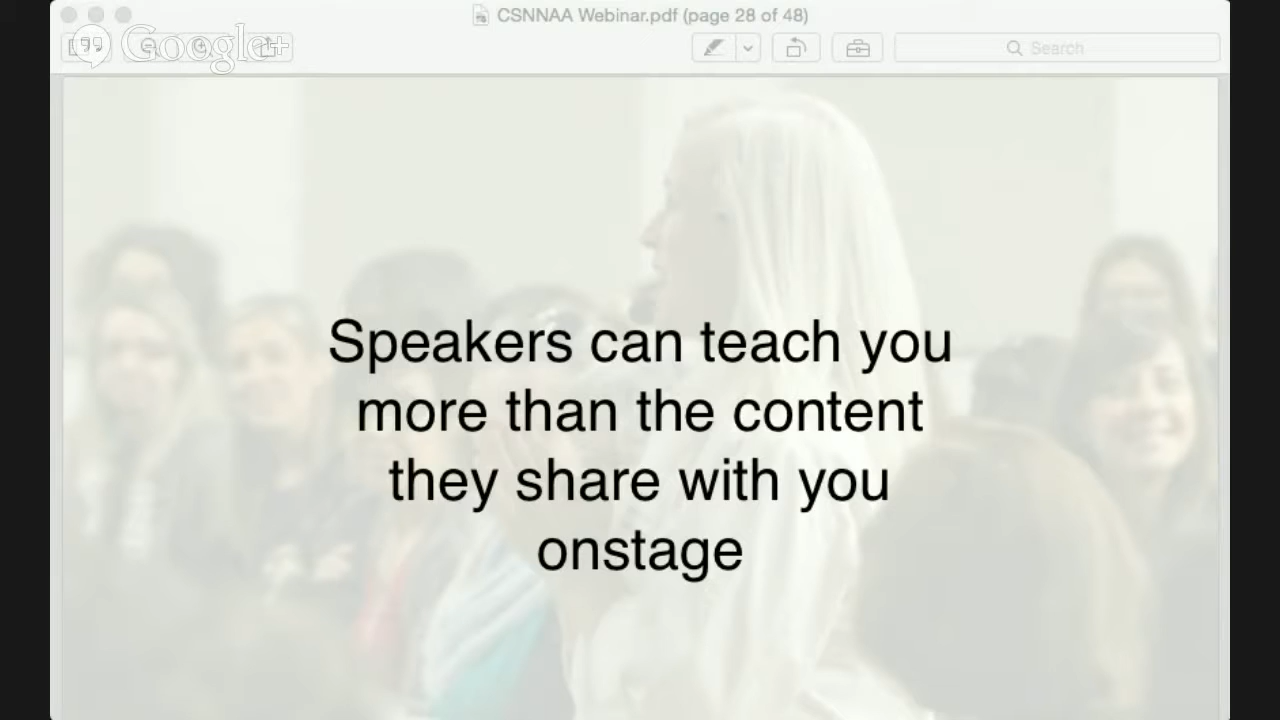 CSNNAA Webinar.pdf (page 28 of 48)
Google+
Search
Speakers can teach you
more than the content
they share with you
onstage